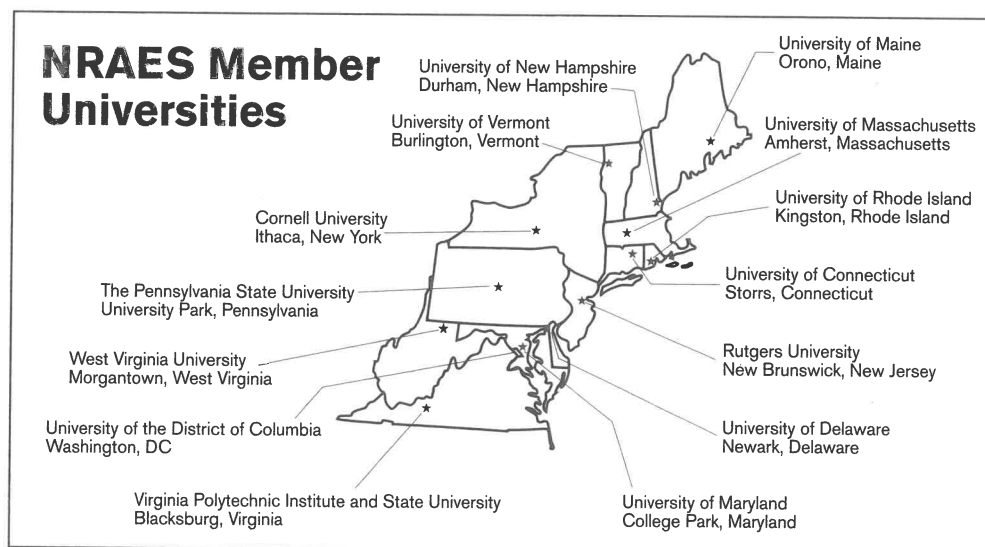 NRAES Member
Universities
University of Maine
Orono, Maine
University of New Hampshire
Durham, New Hampshire
University of Vermont
Burlington, Vermont
University of Massachusetts
Amherst, Massachusetts
University of Rhode Island
Kingston, Rhode Island
Cornell University
Ithaca, New York
University of Connecticut
Storrs, Connecticut
The Pennsylvania State University
University Park, Pennsylvania
Rutgers University
New Brunswick, New Jersey
West Virginia University
Morgantown, West Virginia
University of the District of Columbia
Washington, DC
University of Delaware
Newark, Delaware
Virginia Polytechnic Institute and State University
Blacksburg, Virginia
University of Maryland
College Park, Maryland